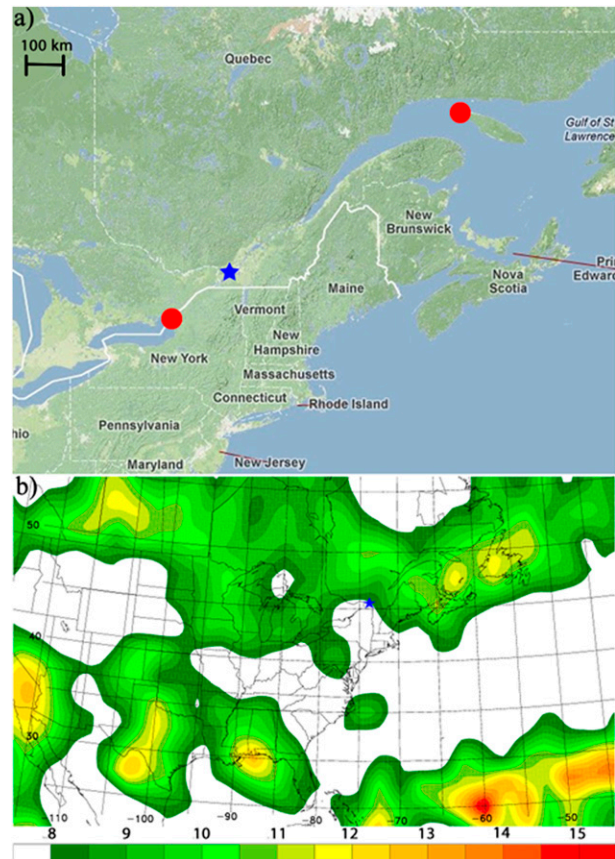 a)
100 km
Quebec
Gulf of St
Lawrence
New
Brunswick
Prin
Edward
Nova
Scotia
Maine
Vermont
New
Hampshire
New York
Massachusetts
Connecticut
Rhode Island
Pennsylvania
hio
Maryland
New Jersey
b)
50
40
30
-110
-100
-90
-80
-70
-60
-50
8 9 10 11 12 13 14 15